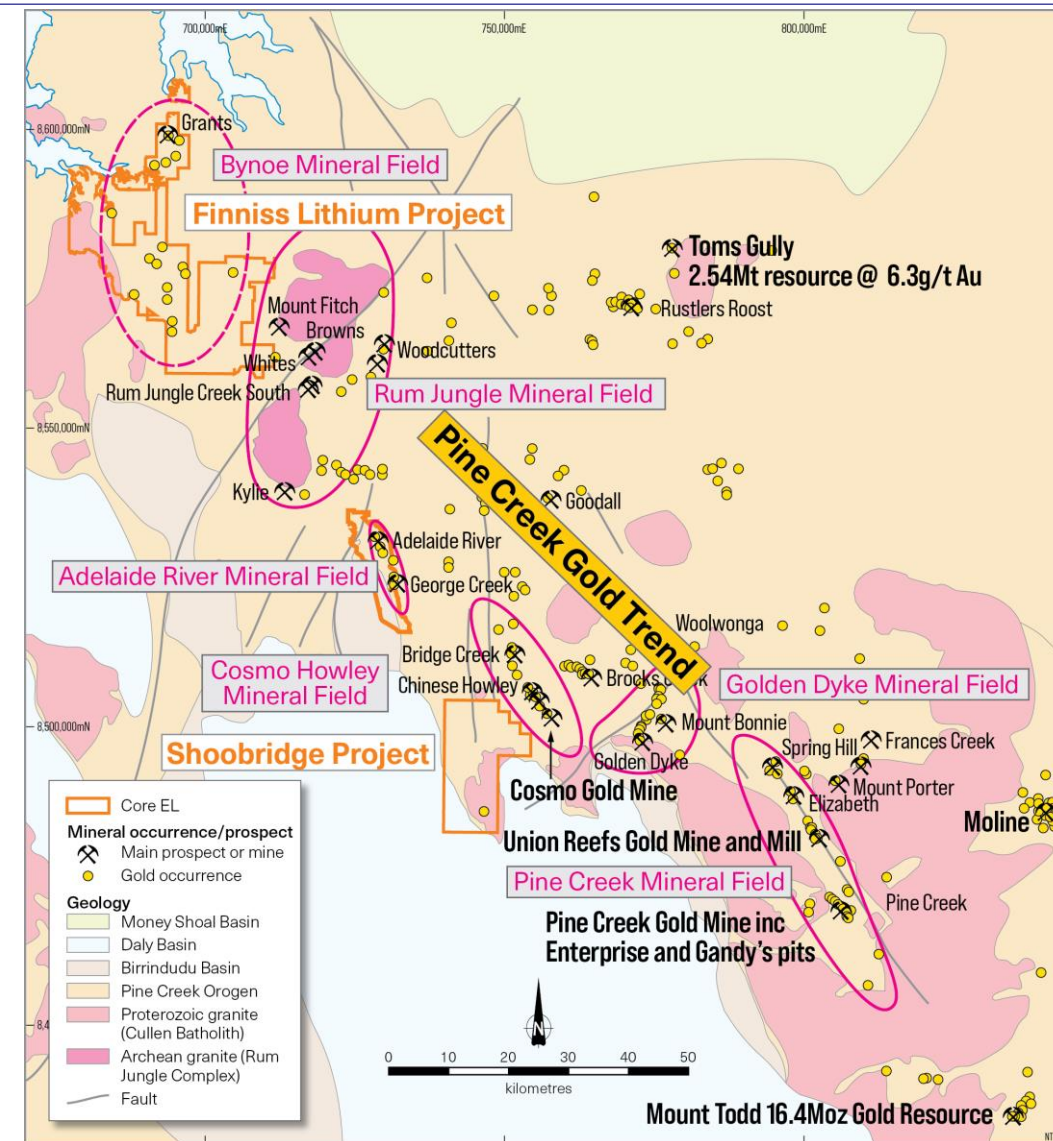 700,000mE
750,000mE
800,000mE
8,600,000mN
Grants
Bynoe Mineral Field
Finniss Lithium Project
Toms Gully
2.54Mt resource @ 6.3g/t Au
Rustlers Roost
Mount Fitch
Browns
Whites
Woodcutters
Rum Jungle Creek South
Rum Jungle Mineral Field
8,550,000mN
Pine Creek Gold Trend
Kylie
Goodall
Adelaide River
Adelaide River Mineral Field
George Creek
Woolwonga
Bridge Creek
Cosmo Howley
Mineral Field
Chinese Howley
Brocks
Golden Dyke Mineral Field
8,500,000mN
Mount Bonnie
Shoobridge Project
Golden Dyke
Spring Hill
Frances Creek
Cosmo Gold Mine
Mount Porter
Elizabeth
Moline
Union Reefs Gold Mine and Mill
Pine Creek Mineral Field
Pine Creek
Pine Creek Gold Mine inc
Enterprise and Gandy's pits
Core EL
Mineral occurrence/prospect
Main prospect or mine
Gold occurrence
Geology
Money Shoal Basin
Daly Basin
Birrindudu Basin
Pine Creek Orogen
Proterozoic granite
(Cullen Batholith)
Archean granite (Rum
Jungle Complex)
Fault
8,4
N
0 10 20 30 40 50
kilometres
Mount Todd 16.4Moz Gold Resource